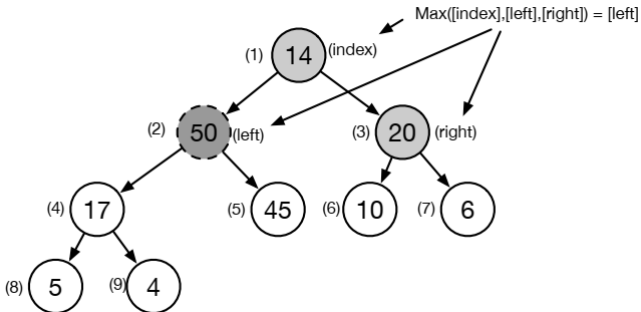 Max([index],[left],[right]) = [left]
(1) 14 (index)
(2) 50 (left) (3) 20 (right)
(4) 17 (5) 45 (6) 10 (7) 6
(8) 5 (9) 4